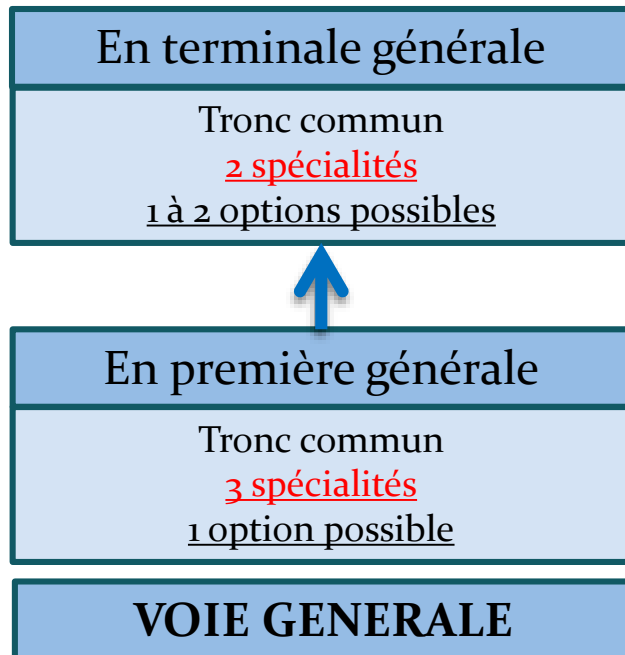 En terminale générale
Tronc commun
2 spécialités
1 à 2 options possibles
En première générale
Tronc commun
3 spécialités
1 option possible
VOIE GENERALE